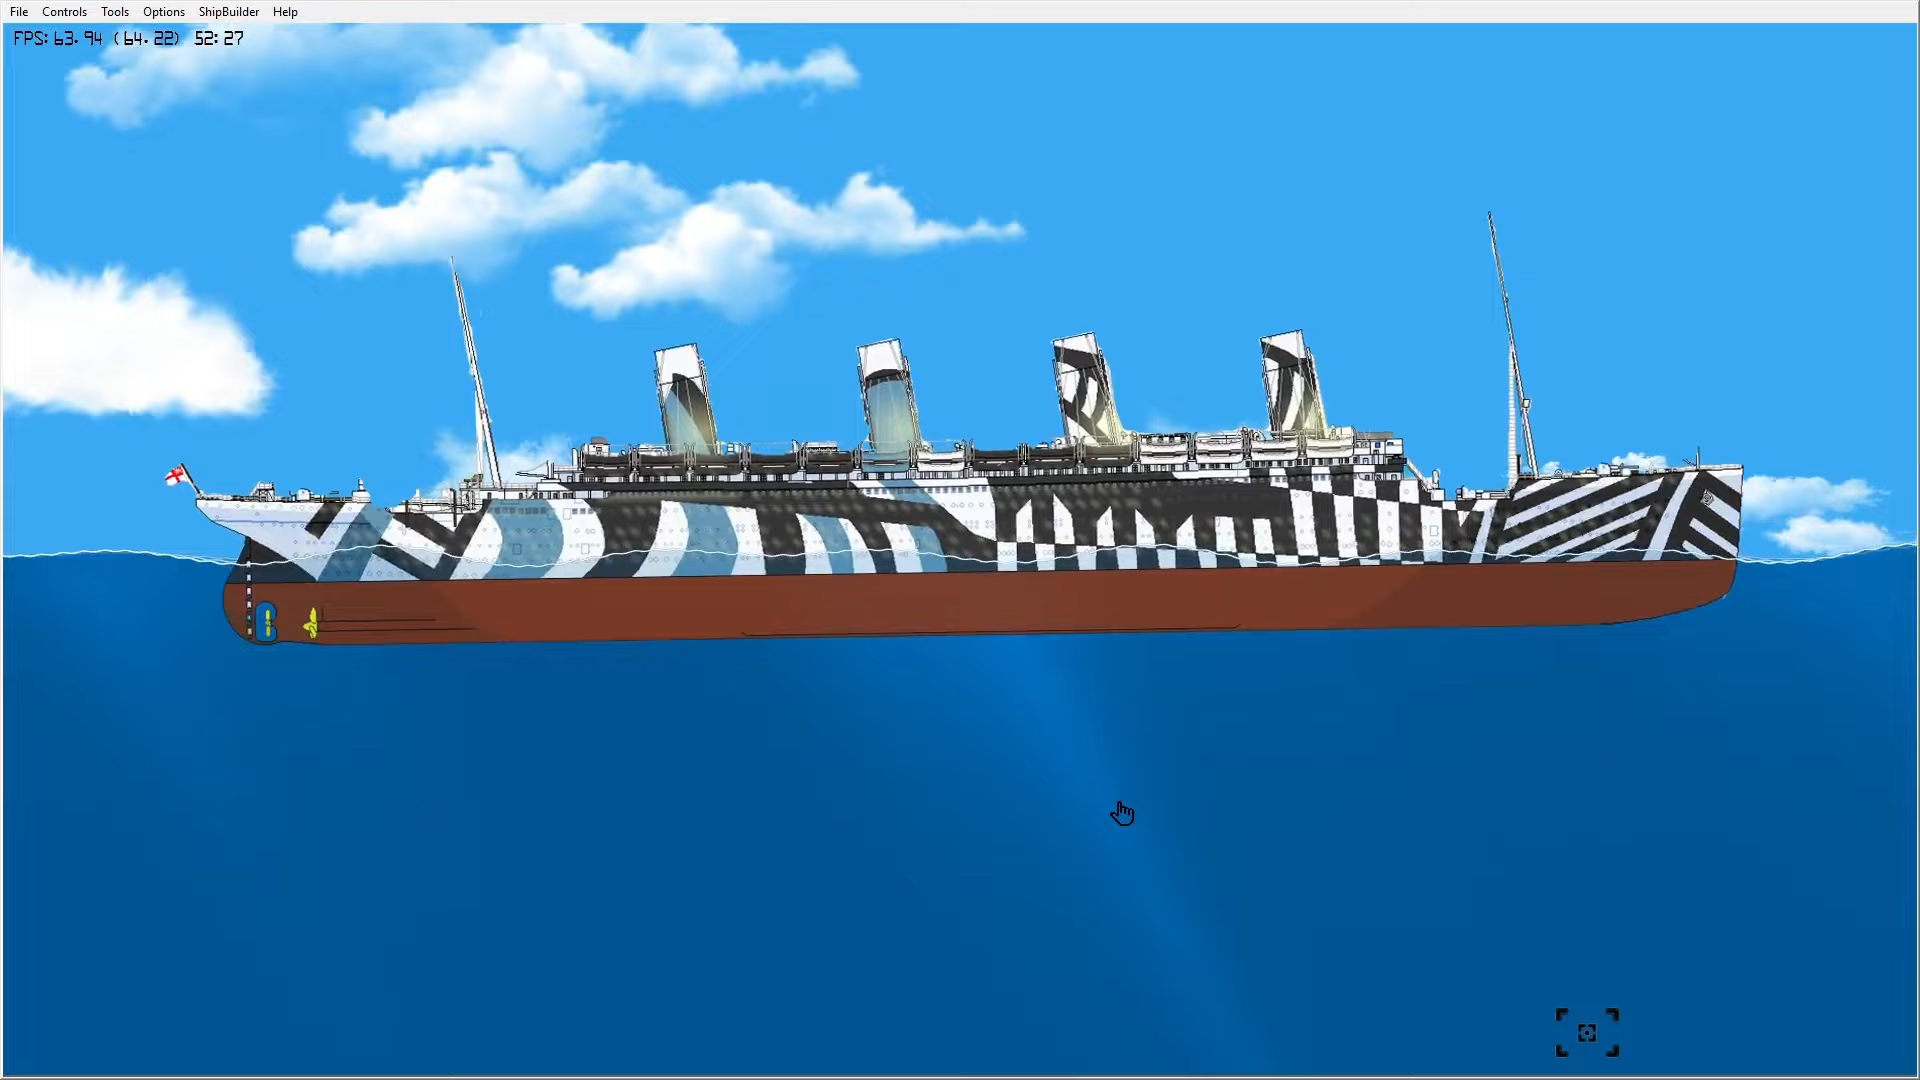 File Controls Tools Options ShipBuilder Help
FPS: 63.94 (64.22) 52:27